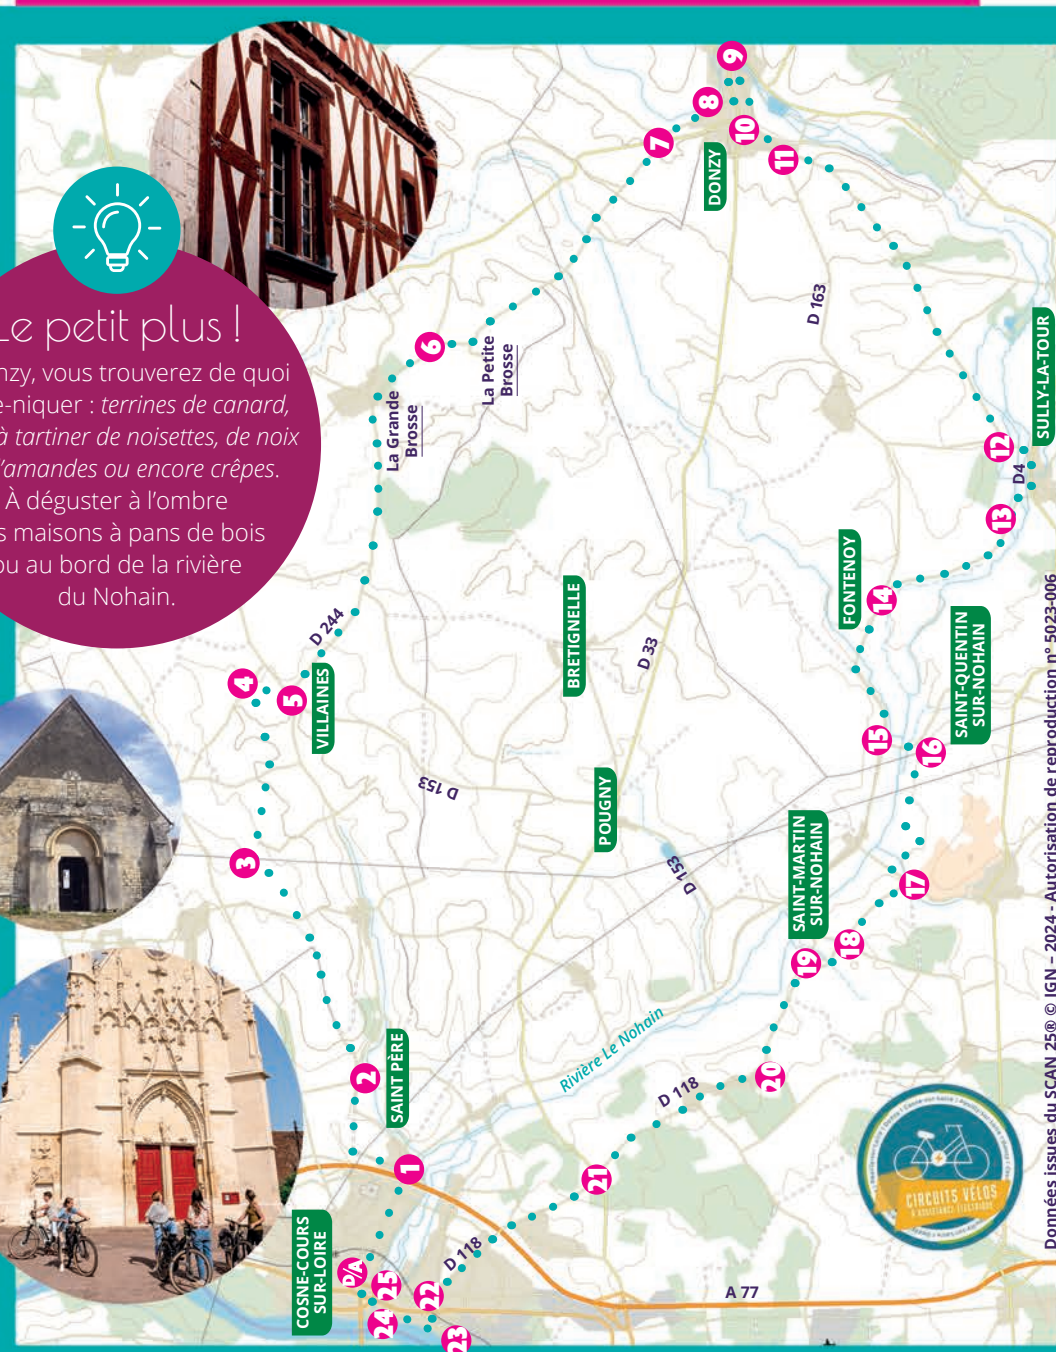 Le petit plus !
nzy, vous trouverez de quoi
e-niquer : terrines de canard,
à tartiner de noisettes, de noix
'amandes ou encore crêpes.
À déguster à l'ombre
s maisons à pans de bois
ou au bord de la rivière
du Nohain.
9
8
10
7
11
DONZY
D 163
6
La Petite
Brosse
La Grande
Brosse
SULLY-LA-TOUR
12
D4
13
FONTENOY
14
D 244
4
5
VILLAINES
BRETIGNELLE
D 33
SAINT-QUENTIN
SUR-NOHAIN
15
16
D 153
POUGNY
3
D 153
SAINT-MARTIN
SUR-NOHAIN
17
18
19
Rivière Le Nohain
20
D 118
2
SAINT PÈRE
1
21
COSNE-COURS
SUR-LOIRE
D/A
25
24
22
23
D 118
A 77
CIRCUITS VÉLOS
À ASSISTANCE ÉLECTRIQUE
Données issues du SCAN 25® © IGN – 2024 - Autorisation de reproduction n° 5023-006